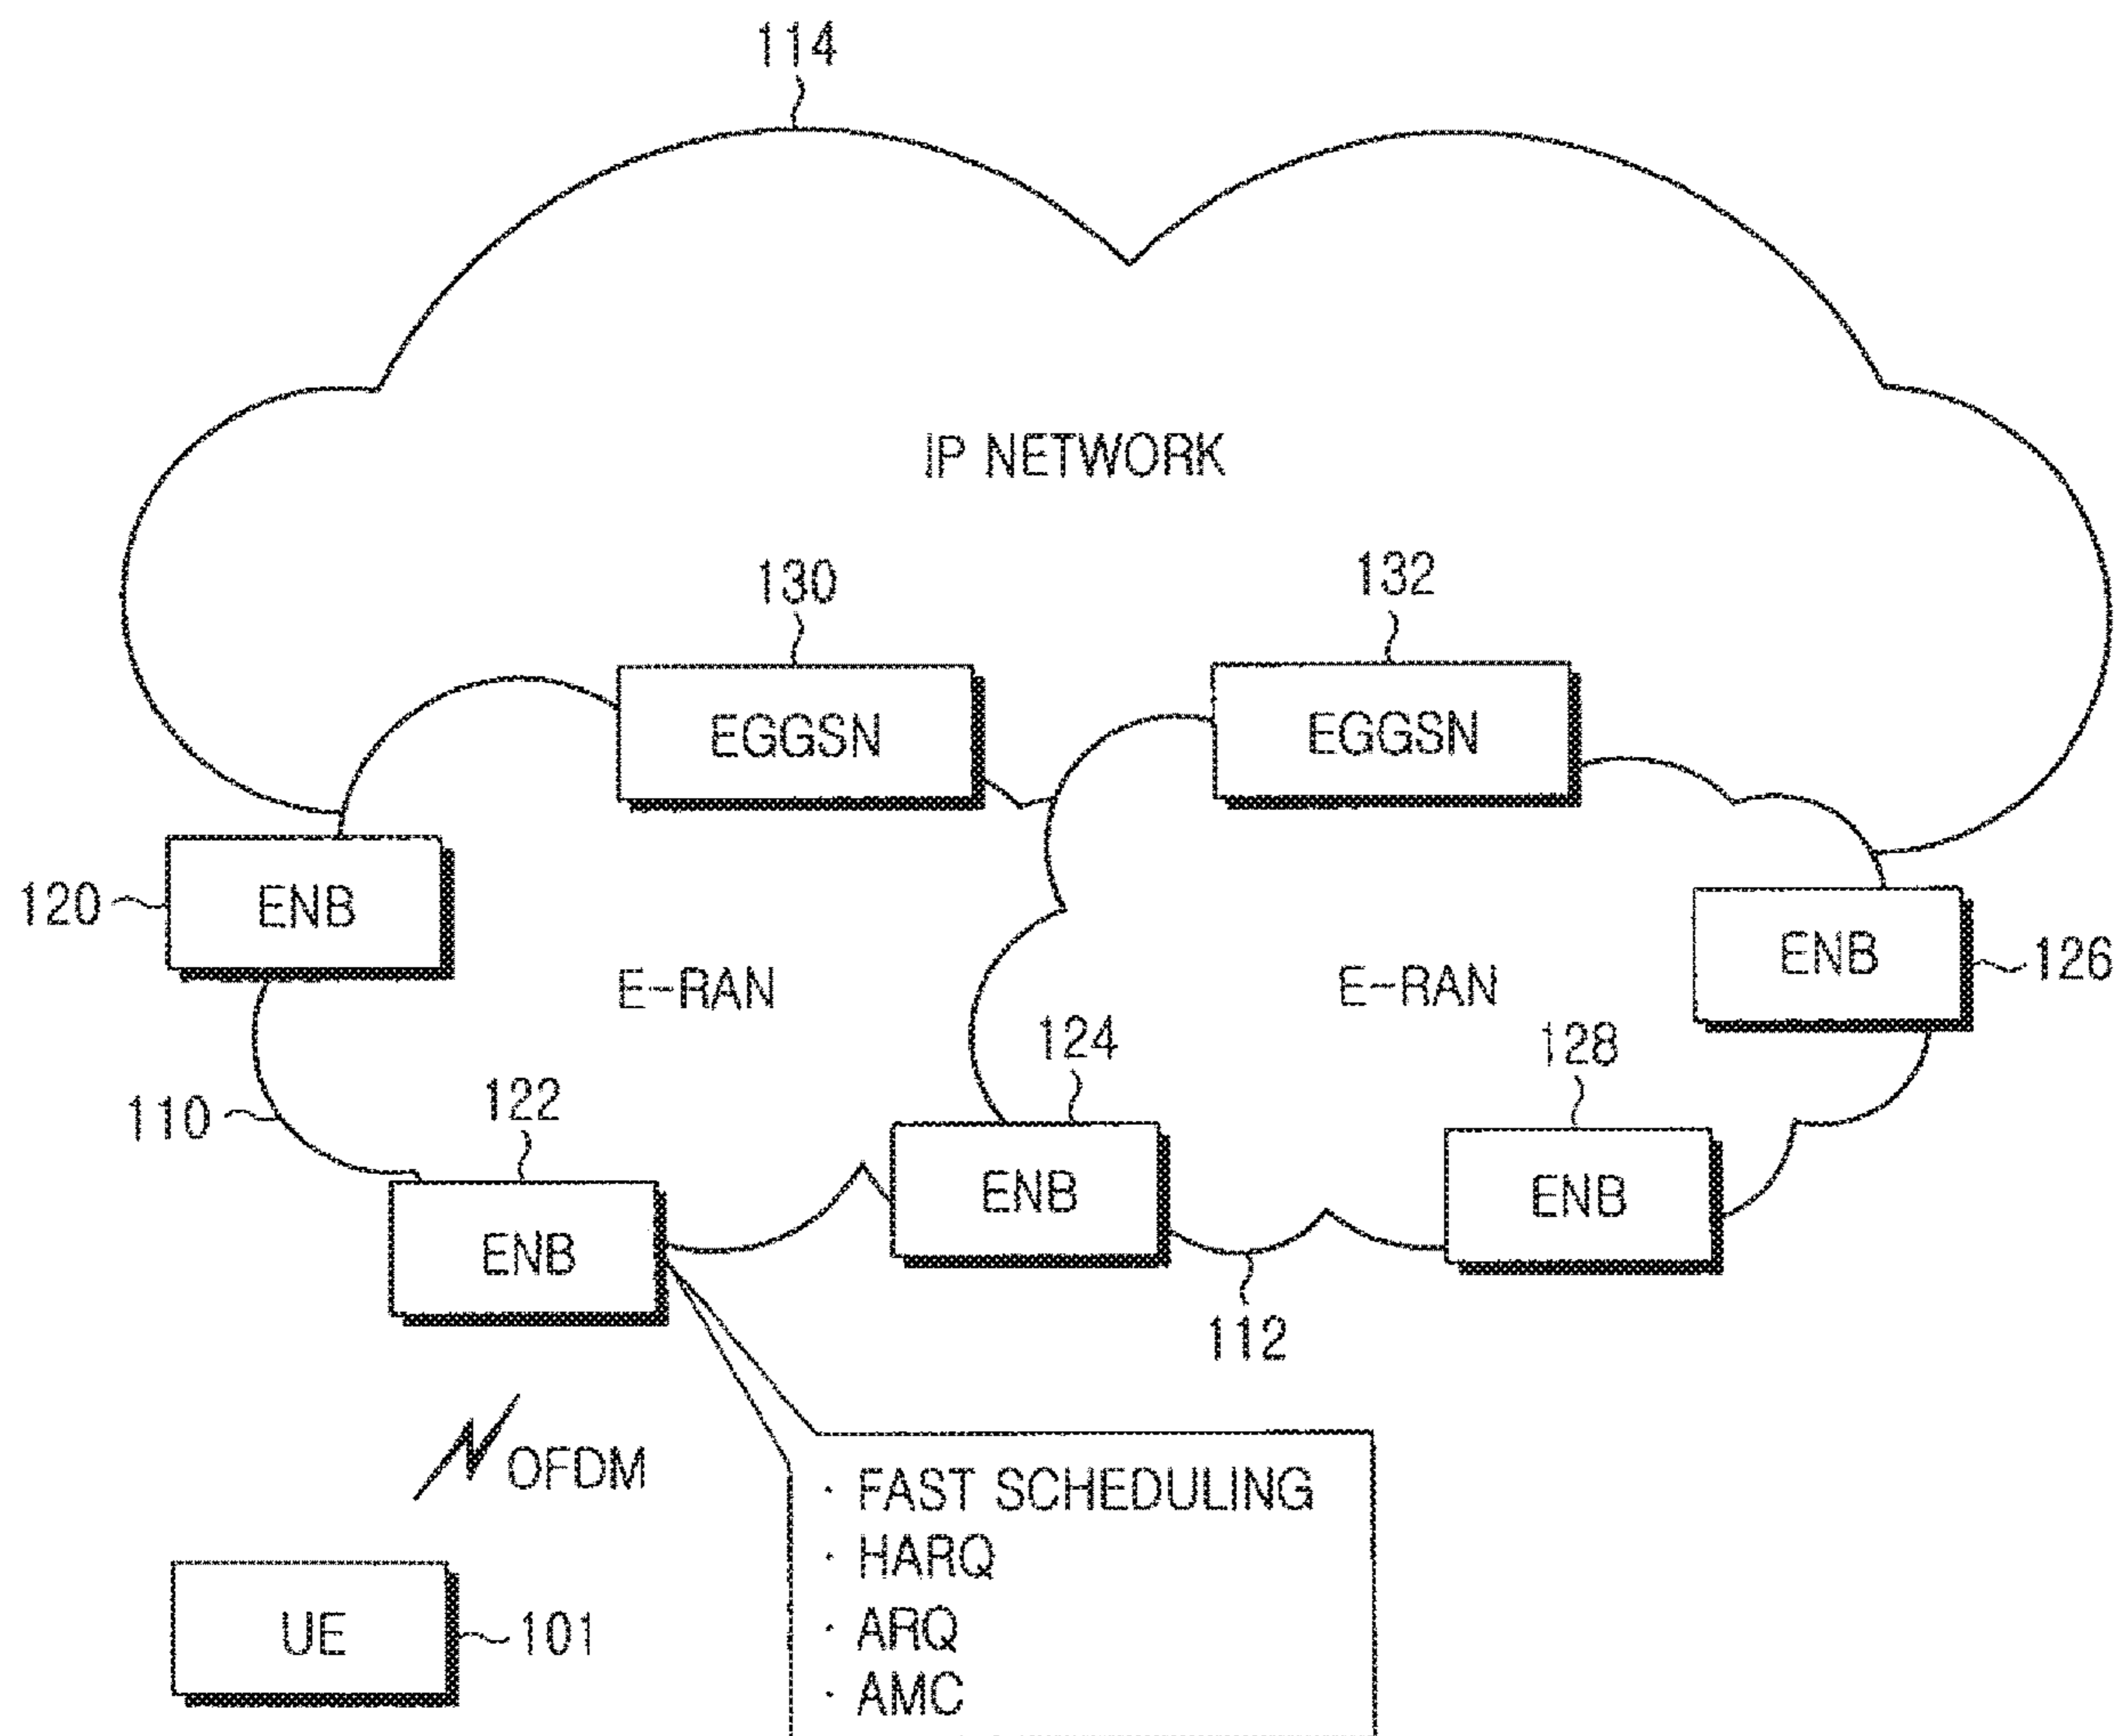 114
IP NETWORK
130
132
EGGSN
EGGSN
120
ENB
ENB
126
E-RAN
E-RAN
124
128
110
122
ENB
ENB
ENB
112
OFDM
· FAST SCHEDULING
· HARQ
· ARQ
· AMC
UE
101